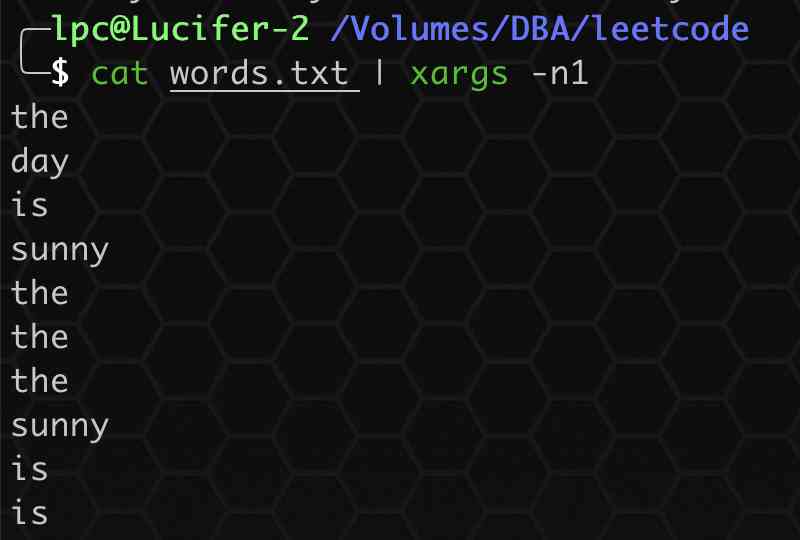 lpc@Lucifer-2 /Volumes/DBA/leetcode
$ cat words.txt | xargs -n1
the
day
is
sunny
the
the
the
sunny
is
is